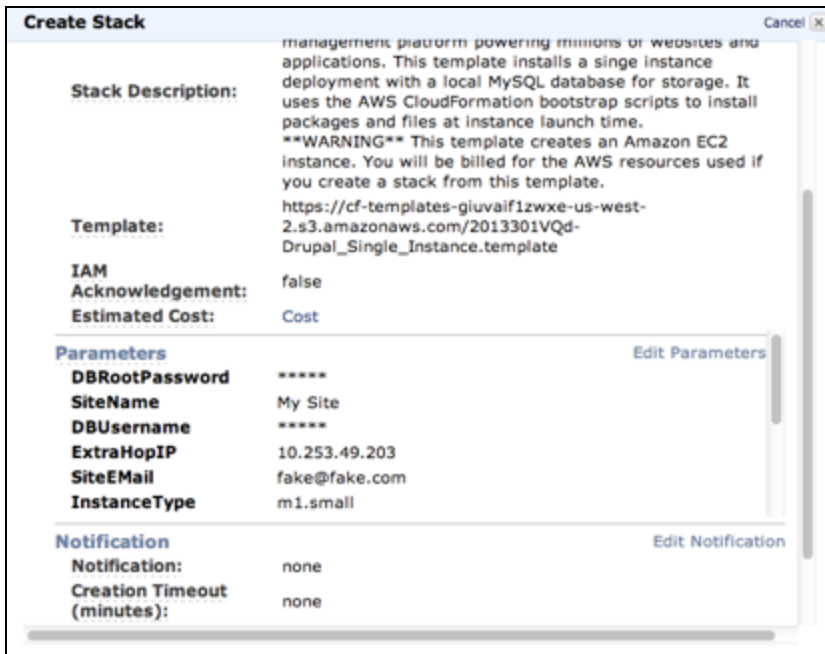 Create Stack
Cancel
management platform powering millions of websites and
applications. This template installs a singe instance
Stack Description:
deployment with a local MySQL database for storage. It
uses the AWS CloudFormation bootstrap scripts to install
packages and files at instance launch time.
**WARNING** This template creates an Amazon EC2
instance. You will be billed for the AWS resources used if
you create a stack from this template.
https://cf-templates-giuvaif1zwxe-us-west-
Template:
2.s3.amazonaws.com/2013301VQd-
Drupal_Single_Instance.template
IAM
Acknowledgement:
false
Estimated Cost: Cost
Parameters Edit Parameters
DBRootPassword *****
SiteName My Site
DBUsername *****
ExtraHopIP 10.253.49.203
SiteEMail fake@fake.com
InstanceType m1.small
Notification Edit Notification
Notification: none
Creation Timeout
(minutes):
none